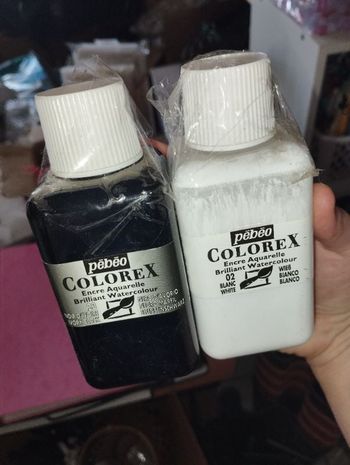 pébéo
COLOREX
Encre Aquarelle
Brilliant Watercolour
pébéo
COLOREX
Encre Aquarelle
Brilliant Watercolour
02
BLANC
WHITE
WEIß
BIANCO
BLANCO